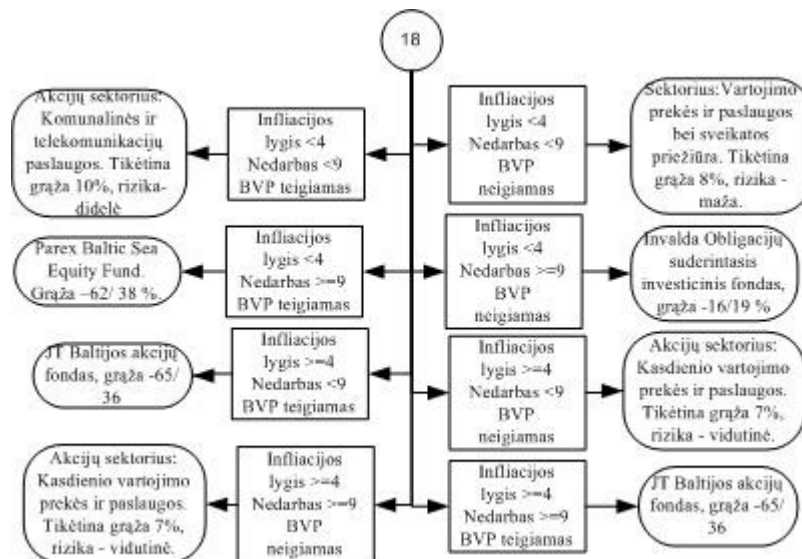 18
Akcijų sektorius:
Komunalinės ir
telekomunikacijų
paslaugos. Tikėtina
grąža 10%, rizika-
didelė
Infliacijos
lygis <4
Nedarbas <9
BVP teigiamas
Infliacijos
lygis <4
Nedarbas <9
BVP
neigiamas
Sektorius:Vartojimo
prekės ir paslaugos
bei sveikatos
priežiūra. Tikėtina
grąža 8%, rizika -
maža.
Parex Baltic Sea
Equity Fund.
Grąža –62/ 38 %.
Infliacijos
lygis <4
Nedarbas >=9
BVP teigiamas
Infliacijos
lygis <4
Nedarbas >=9
BVP
neigiamas
Invalda Obligacijų
suderintasis
investicinis fondas,
grąža -16/19 %
JT Baltijos akcijų
fondas, grąža -65/
36
Infliacijos
lygis >=4
Nedarbas <9
BVP teigiamas
Infliacijos
lygis >=4
Nedarbas <9
BVP
neigiamas
Akcijų sektorius:
Kasdienio vartojimo
prekės ir paslaugos.
Tikėtina grąža 7%,
rizika - vidutinė.
Akcijų sektorius:
Kasdienio vartojimo
prekės ir paslaugos.
Tikėtina grąža 7%,
rizika - vidutinė.
Infliacijos
lygis >=4
Nedarbas >=9
BVP
neigiamas
Infliacijos
lygis >=4
Nedarbas >=9
BVP
neigiamas
JT Baltijos akcijų
fondas, grąža -65/
36